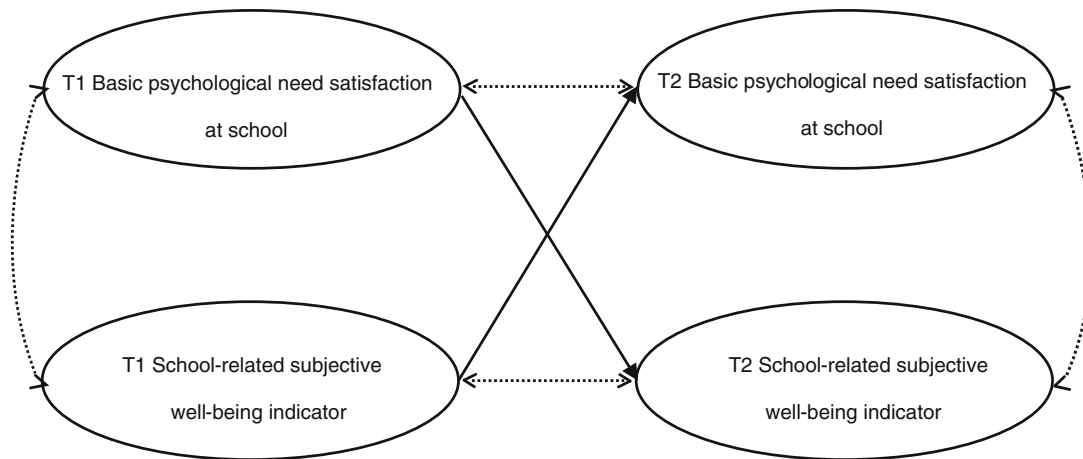 T1 Basic psychological need satisfaction
at school
T2 Basic psychological need satisfaction
at school
T1 School-related subjective
well-being indicator
T2 School-related subjective
well-being indicator